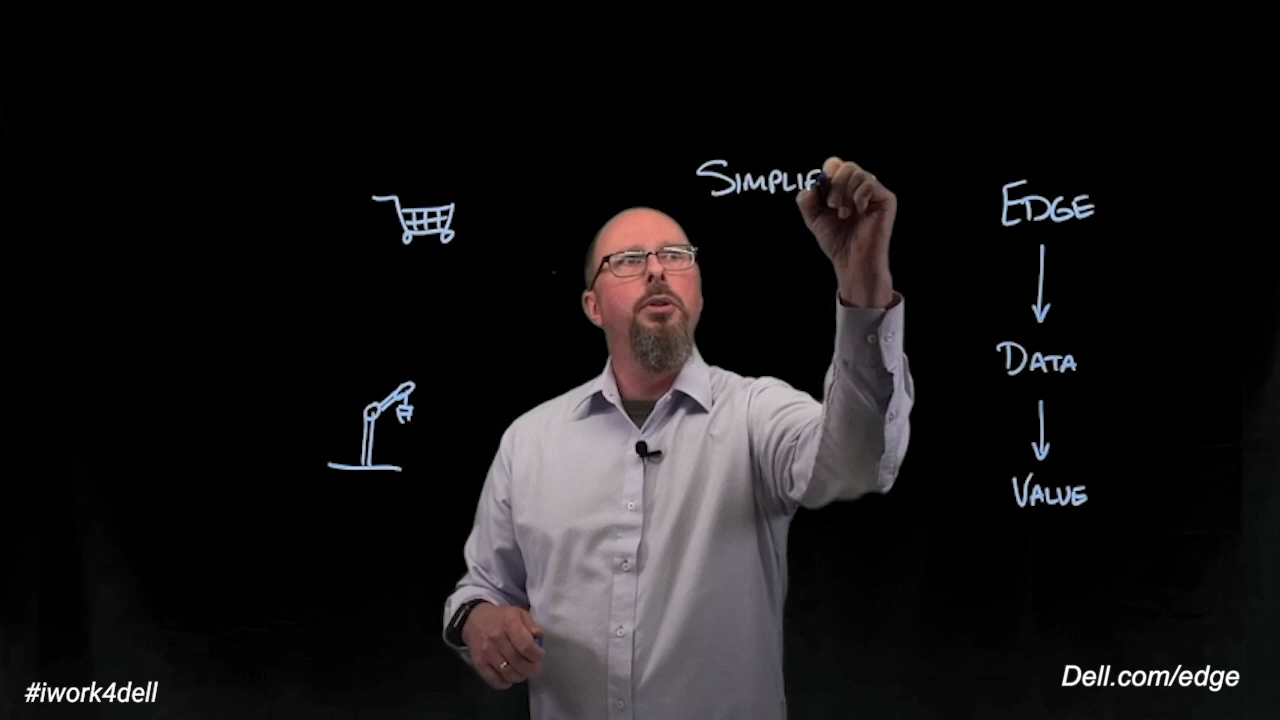 SIMPLIF
EDGE
DATA
VALUE
#iwork4dell
Dell.com/edge